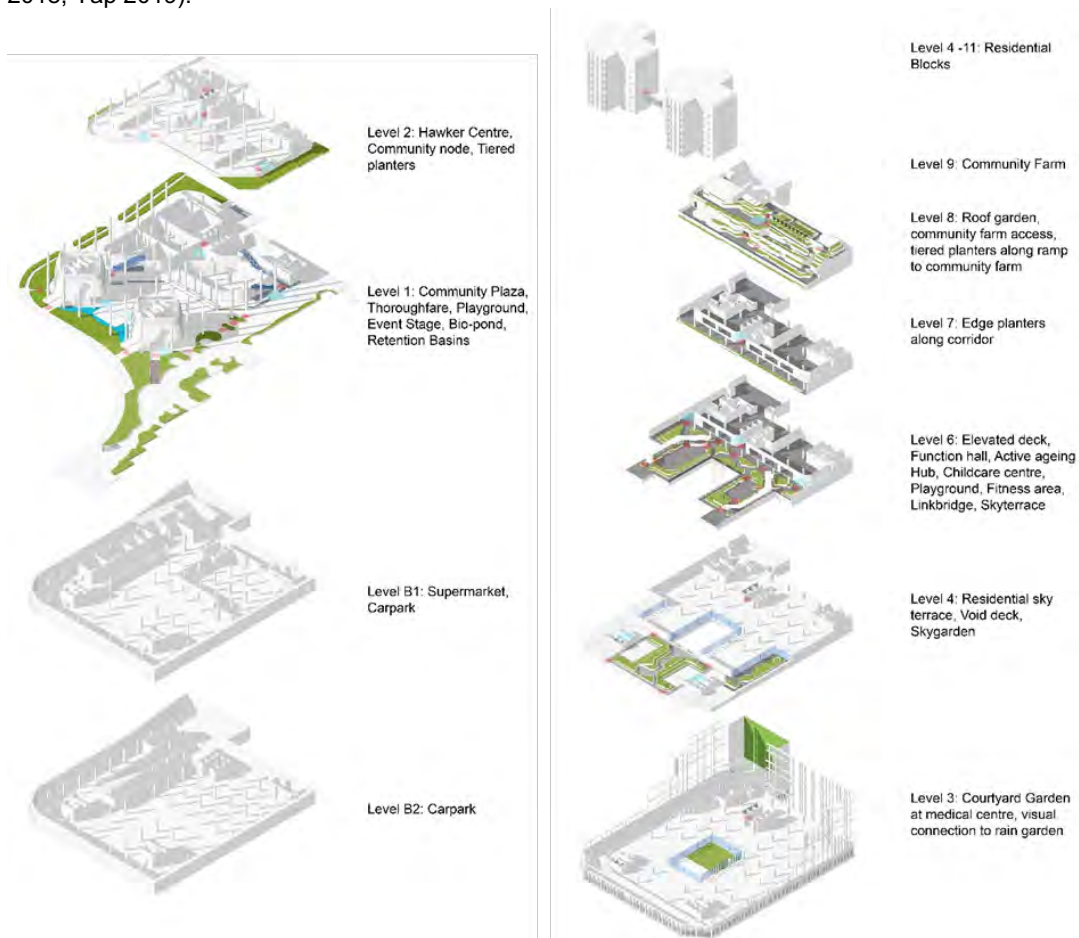 2018, Yap 2019).
Level 2: Hawker Centre,
Community node, Tiered
planters
Level 1: Community Plaza,
Thoroughfare, Playground,
Event Stage, Bio-pond,
Retention Basins
Level B1: Supermarket,
Carpark
Level B2: Carpark
Level 4 -11: Residential
Blocks
Level 9: Community Farm
Level 8: Roof garden,
community farm access,
tiered planters along ramp
to community farm
Level 7: Edge planters
along corridor
Level 6: Elevated deck,
Function hall, Active ageing
Hub, Childcare centre,
Playground, Fitness area,
Linkbridge, Skyterrace
Level 4: Residential sky
terrace, Void deck,
Skygarden
Level 3: Courtyard Garden
at medical centre, visual
connection to rain garden